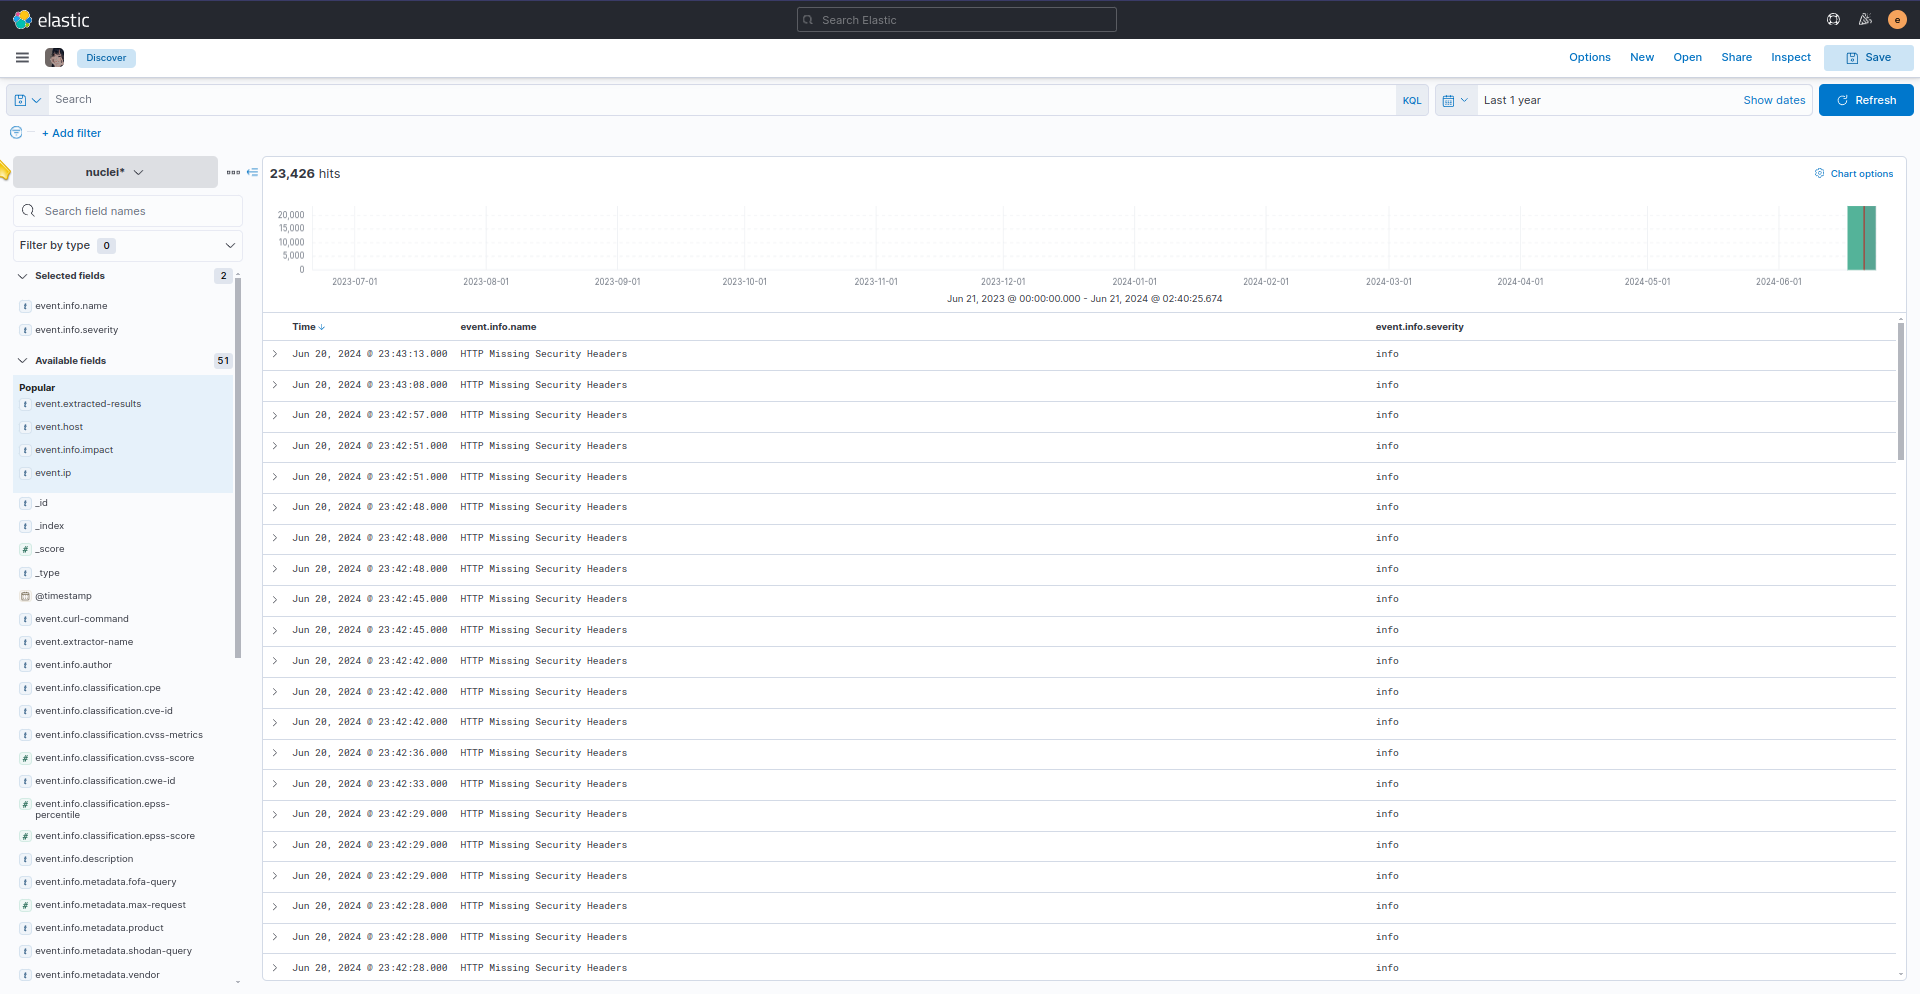 elastic
Search Elastic
e
Discover
Options New Open Share Inspect Save
Search KQL Last 1 year Show dates Refresh
+ Add filter
nuclei*
Search field names
Filter by type 0
Selected fields 2
t event.info.name
t event.info.severity
Available fields 51
Popular
t event.extracted-results
t event.host
t event.info.impact
t event.ip
t _id
t _index
# _score
t _type
@timestamp
t event.curl-command
t event.extractor-name
t event.info.author
t event.info.classification.cpe
t event.info.classification.cve-id
t event.info.classification.cvss-metrics
# event.info.classification.cvss-score
t event.info.classification.cwe-id
# event.info.classification.epss-
percentile
# event.info.classification.epss-score
t event.info.description
t event.info.metadata.fofa-query
# event.info.metadata.max-request
t event.info.metadata.product
t event.info.metadata.shodan-query
t event.info.metadata.vendor
23,426 hits
Chart options
20,000
15,000
10,000
5,000
0
2023-07-01 2023-08-01 2023-09-01 2023-10-01 2023-11-01 2023-12-01 2024-01-01 2024-02-01 2024-03-01 2024-04-01 2024-05-01 2024-06-01
Jun 21, 2023 @ 00:00:00.000 - Jun 21, 2024 @ 02:40:25.674
Time event.info.name event.info.severity
Jun 20, 2024 @ 23:43:13.000 HTTP Missing Security Headers info
Jun 20, 2024 @ 23:43:08.000 HTTP Missing Security Headers info
Jun 20, 2024 @ 23:42:57.000 HTTP Missing Security Headers info
Jun 20, 2024 @ 23:42:51.000 HTTP Missing Security Headers info
Jun 20, 2024 @ 23:42:51.000 HTTP Missing Security Headers info
Jun 20, 2024 @ 23:42:48.000 HTTP Missing Security Headers info
Jun 20, 2024 @ 23:42:48.000 HTTP Missing Security Headers info
Jun 20, 2024 @ 23:42:48.000 HTTP Missing Security Headers info
Jun 20, 2024 @ 23:42:45.000 HTTP Missing Security Headers info
Jun 20, 2024 @ 23:42:45.000 HTTP Missing Security Headers info
Jun 20, 2024 @ 23:42:42.000 HTTP Missing Security Headers info
Jun 20, 2024 @ 23:42:42.000 HTTP Missing Security Headers info
Jun 20, 2024 @ 23:42:42.000 HTTP Missing Security Headers info
Jun 20, 2024 @ 23:42:36.000 HTTP Missing Security Headers info
Jun 20, 2024 @ 23:42:33.000 HTTP Missing Security Headers info
Jun 20, 2024 @ 23:42:29.000 HTTP Missing Security Headers info
Jun 20, 2024 @ 23:42:29.000 HTTP Missing Security Headers info
Jun 20, 2024 @ 23:42:29.000 HTTP Missing Security Headers info
Jun 20, 2024 @ 23:42:28.000 HTTP Missing Security Headers info
Jun 20, 2024 @ 23:42:28.000 HTTP Missing Security Headers info
Jun 20, 2024 @ 23:42:28.000 HTTP Missing Security Headers info